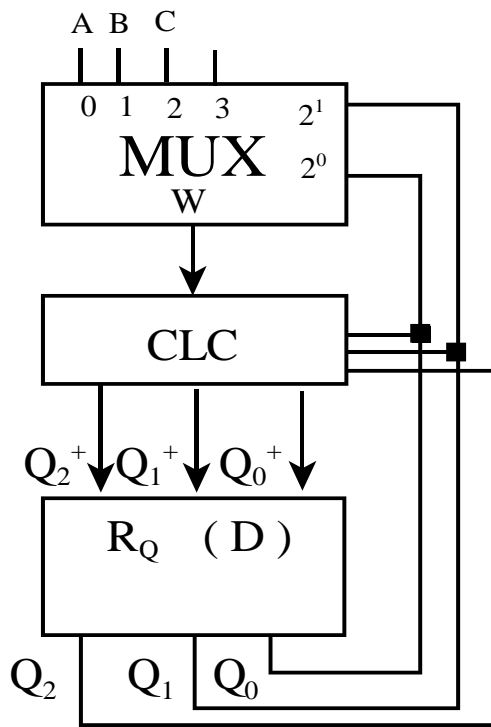 A B C
0 1 2 3 2¹
MUX 2⁰
W
CLC
Q₂⁺ Q₁⁺ Q₀⁺
R_Q ( D )
Q₂ Q₁ Q₀